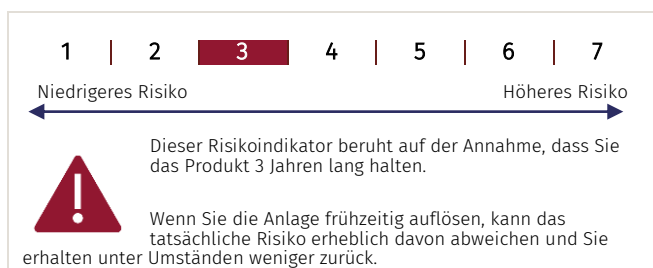 1 | 2 | 3 | 4 | 5 | 6 | 7
Niedrigeres Risiko Höheres Risiko
Dieser Risikoindikator beruht auf der Annahme, dass Sie
das Produkt 3 Jahren lang halten.
Wenn Sie die Anlage frühzeitig auflösen, kann das
tatsächliche Risiko erheblich davon abweichen und Sie
erhalten unter Umständen weniger zurück.